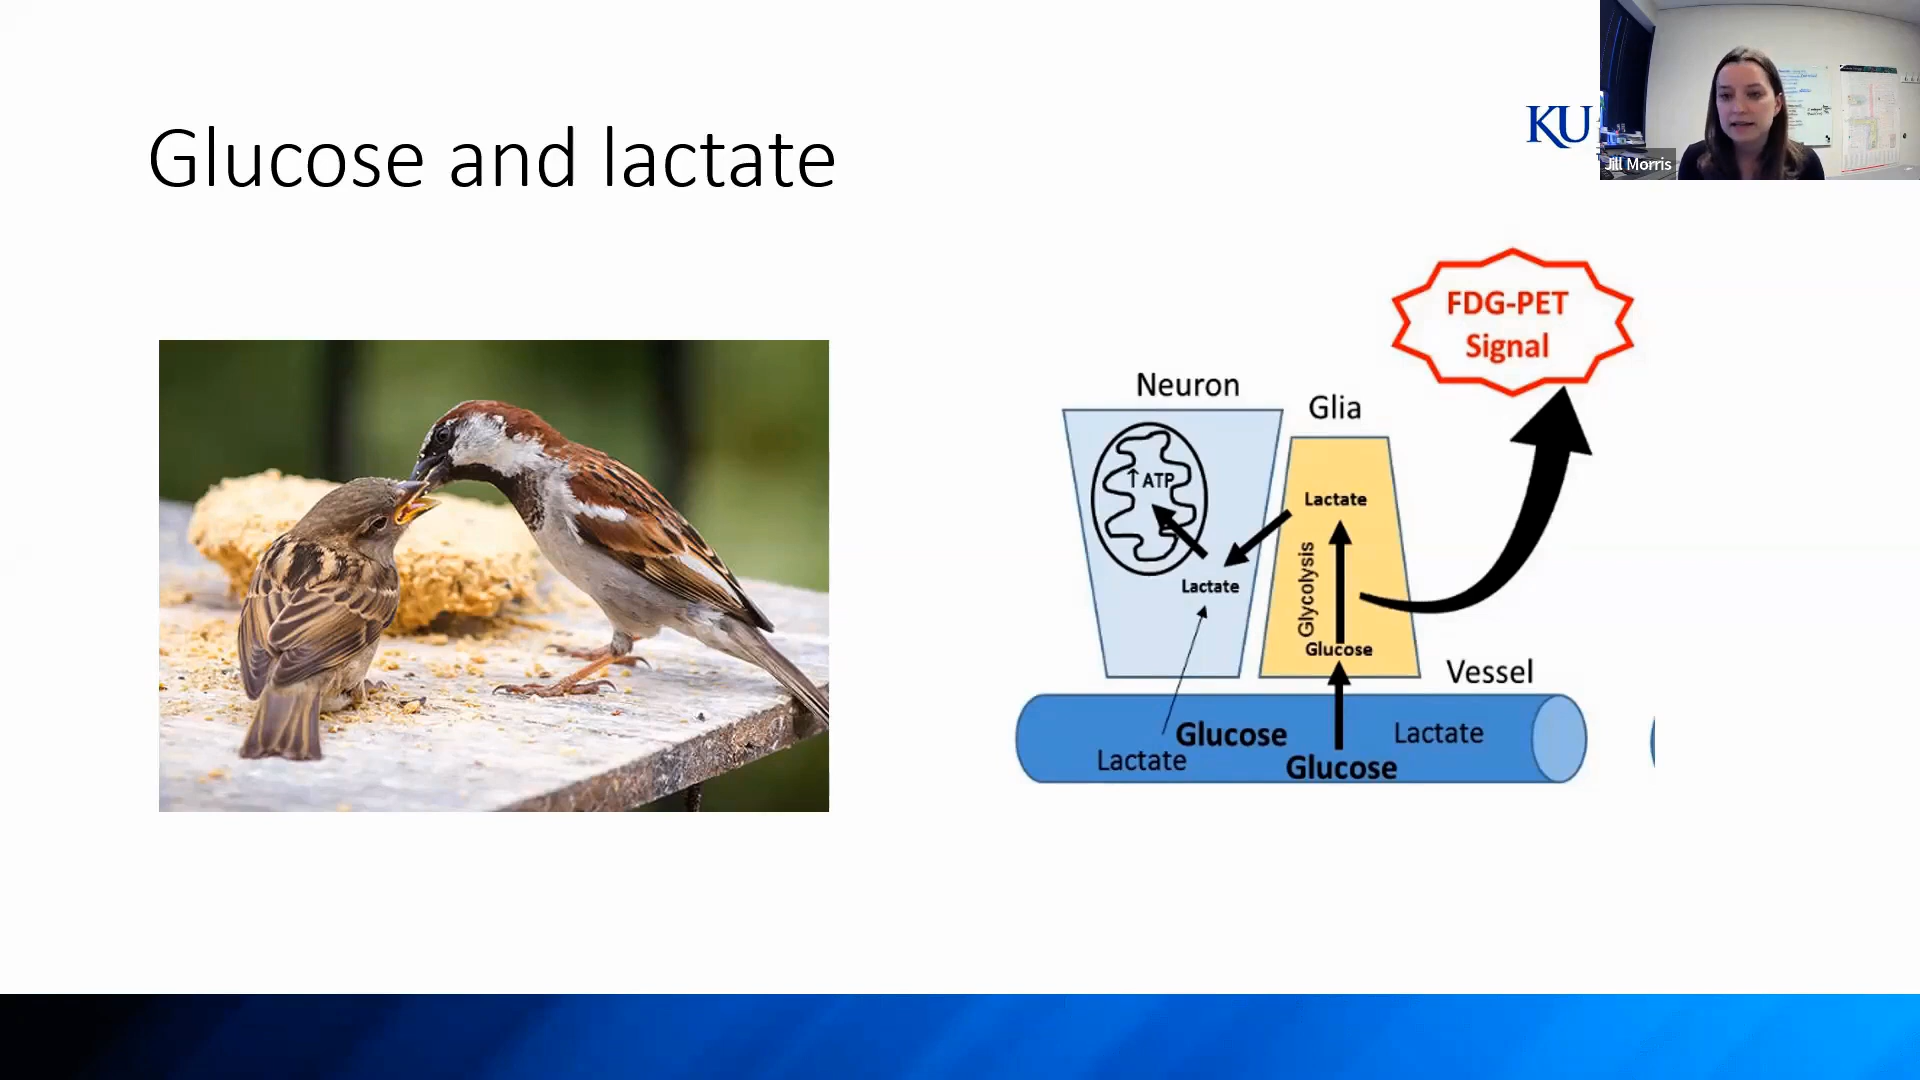 Glucose and lactate
KU
Jill Morris
FDG-PET
Signal
Neuron
Glia
↑ ATP
Lactate
Lactate
Glycolysis
Glucose
Vessel
Glucose
Lactate
Lactate
Glucose